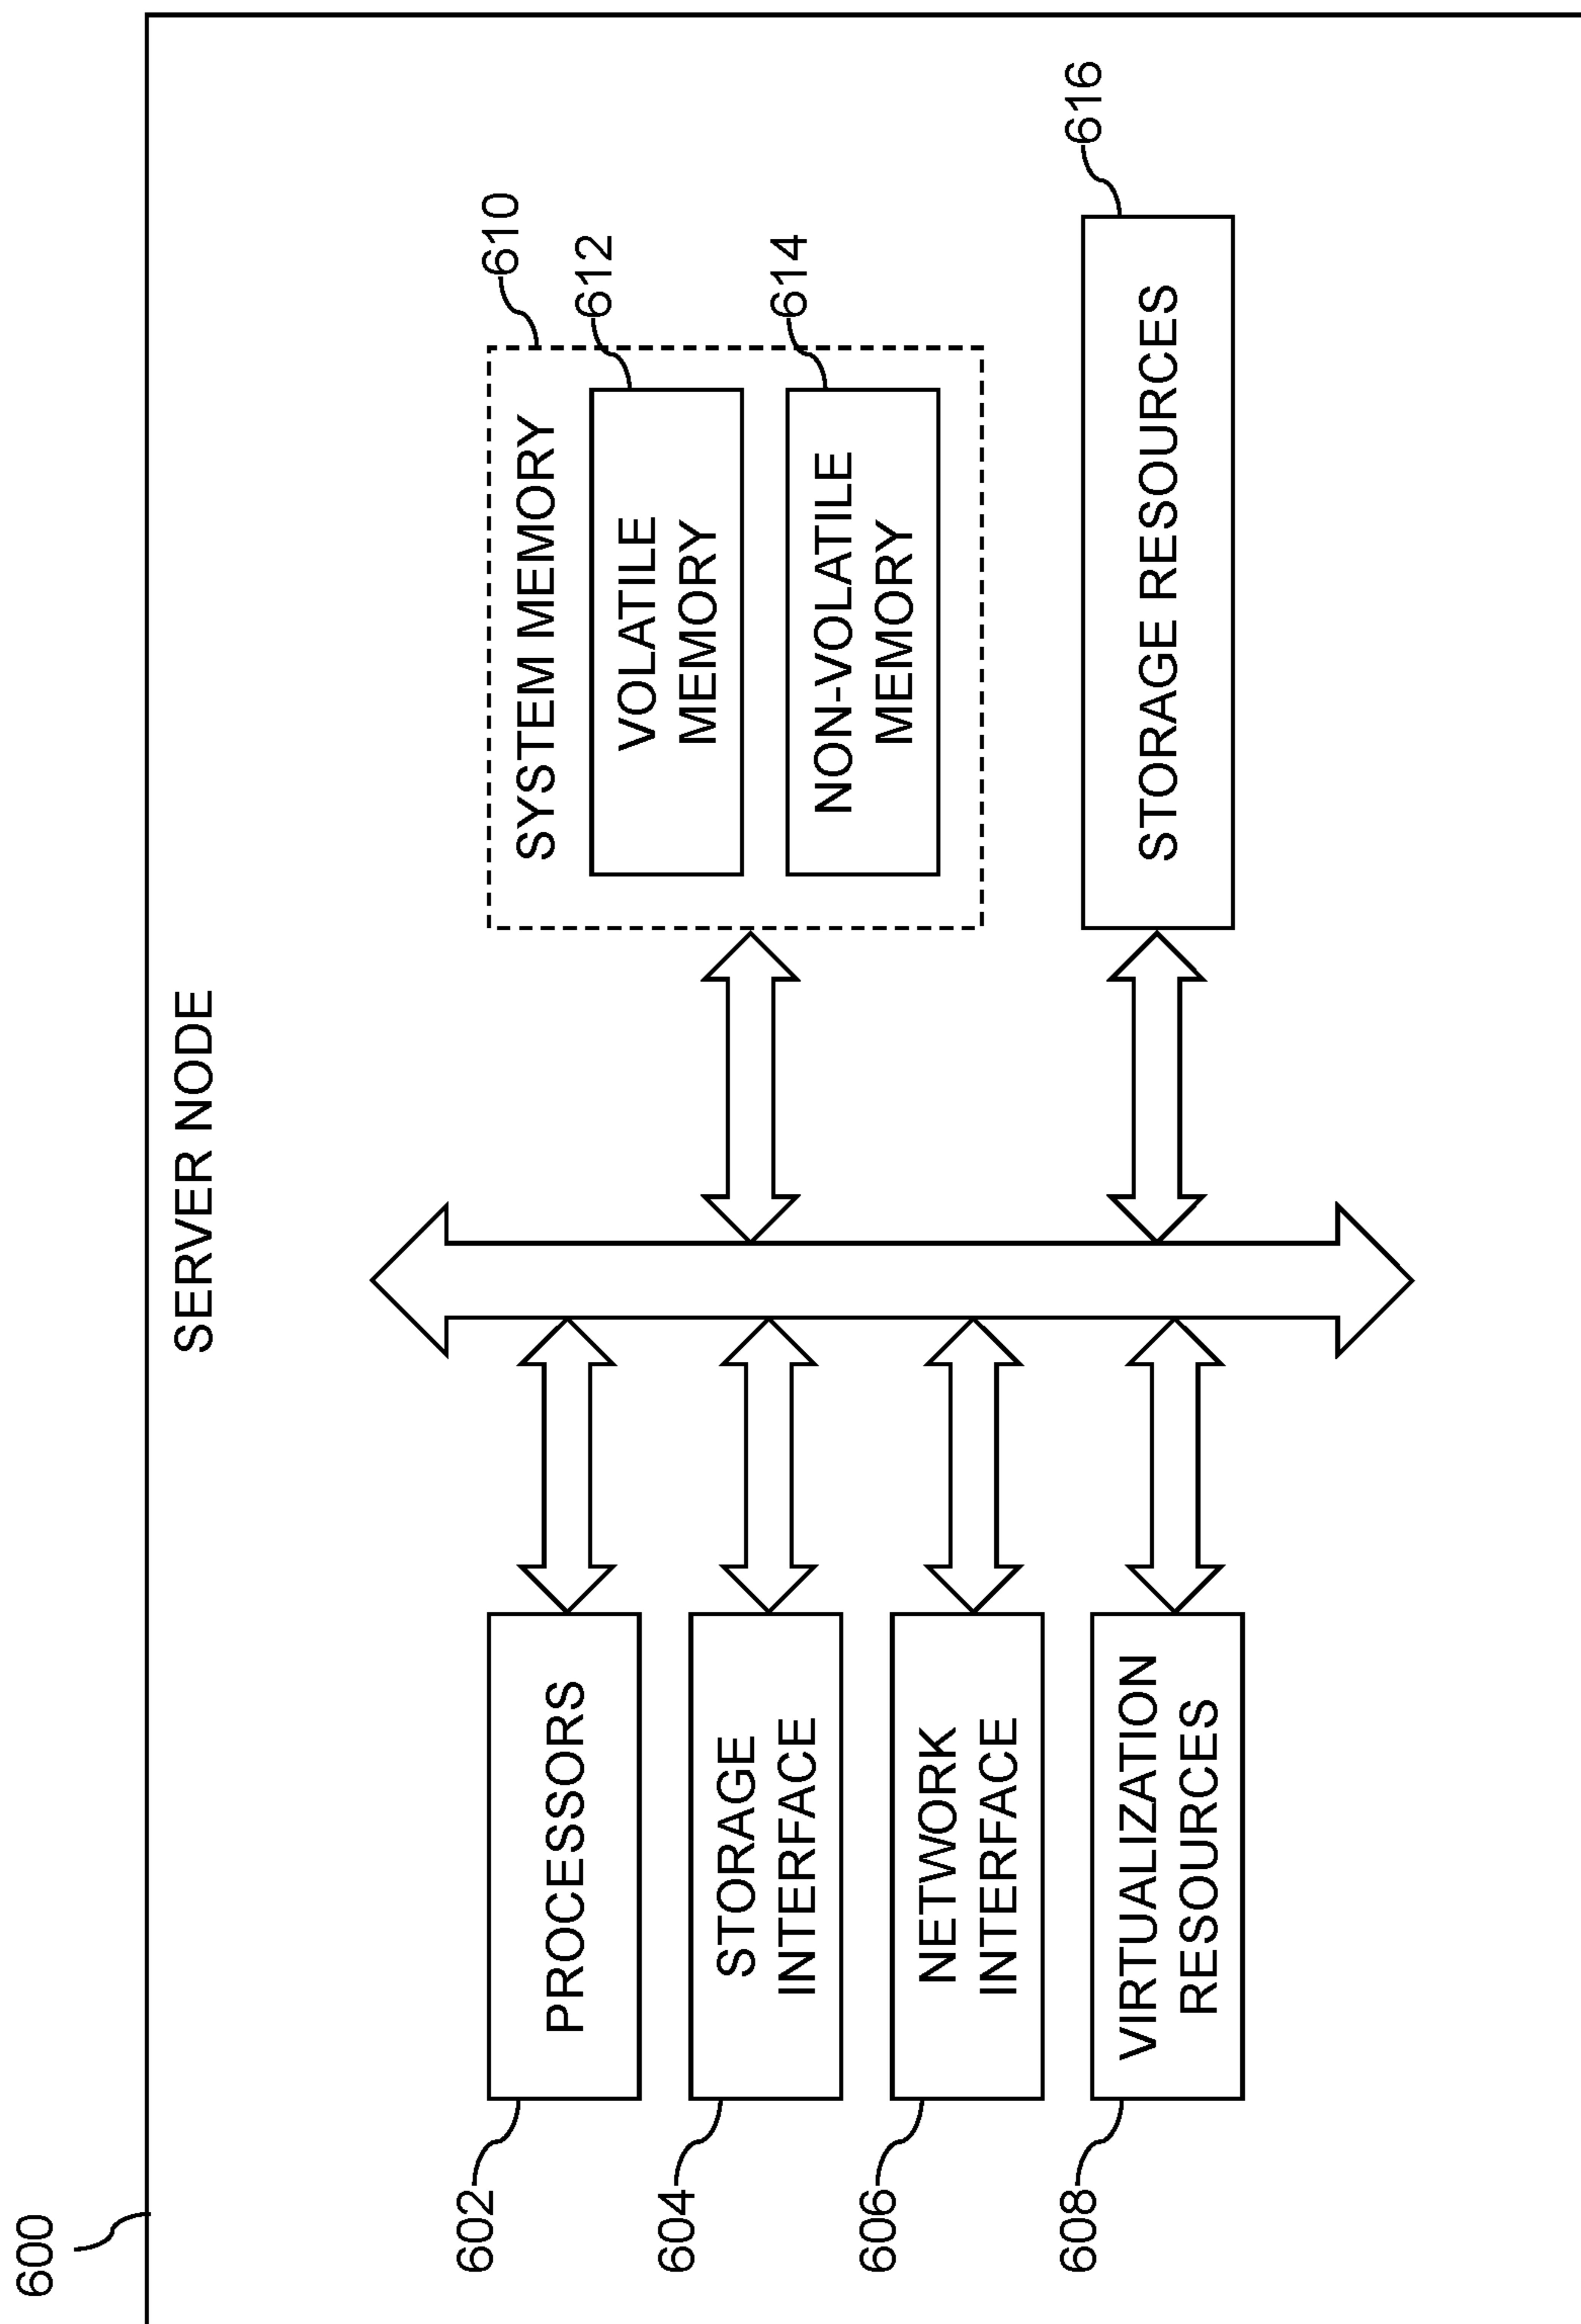 600
SERVER NODE
602
PROCESSORS
604
STORAGE
INTERFACE
606
NETWORK
INTERFACE
608
VIRTUALIZATION
RESOURCES
610
SYSTEM MEMORY
612
VOLATILE
MEMORY
614
NON-VOLATILE
MEMORY
616
STORAGE RESOURCES